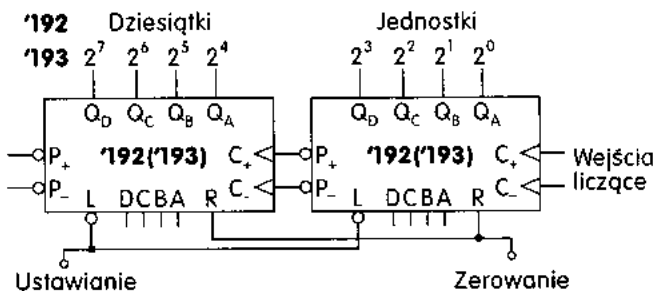 '192 Dziesiątki Jednostki
'193 2⁷ 2⁶ 2⁵ 2⁴ 2³ 2² 2¹ 2⁰
Q_D Q_C Q_B Q_A Q_D Q_C Q_B Q_A
P₊ '192('193) C₊ P₊ '192('193) C₊ Wejścia
P₋ C₋ P₋ C₋ liczące
L DCBA R L DCBA R
Ustawianie Zerowanie